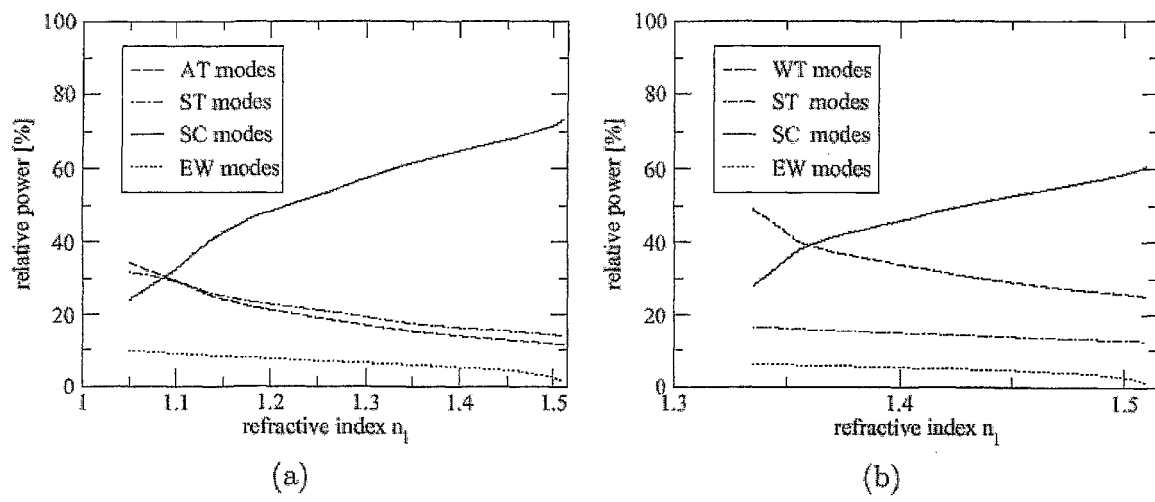 100
80
60
40
20
0
relative power [%]
AT modes
ST modes
SC modes
EW modes
1
1.1
1.2
1.3
1.4
1.5
refractive index n1
(a)
100
80
60
40
20
0
relative power [%]
WT modes
ST modes
SC modes
EW modes
1.3
1.4
1.5
refractive index n1
(b)